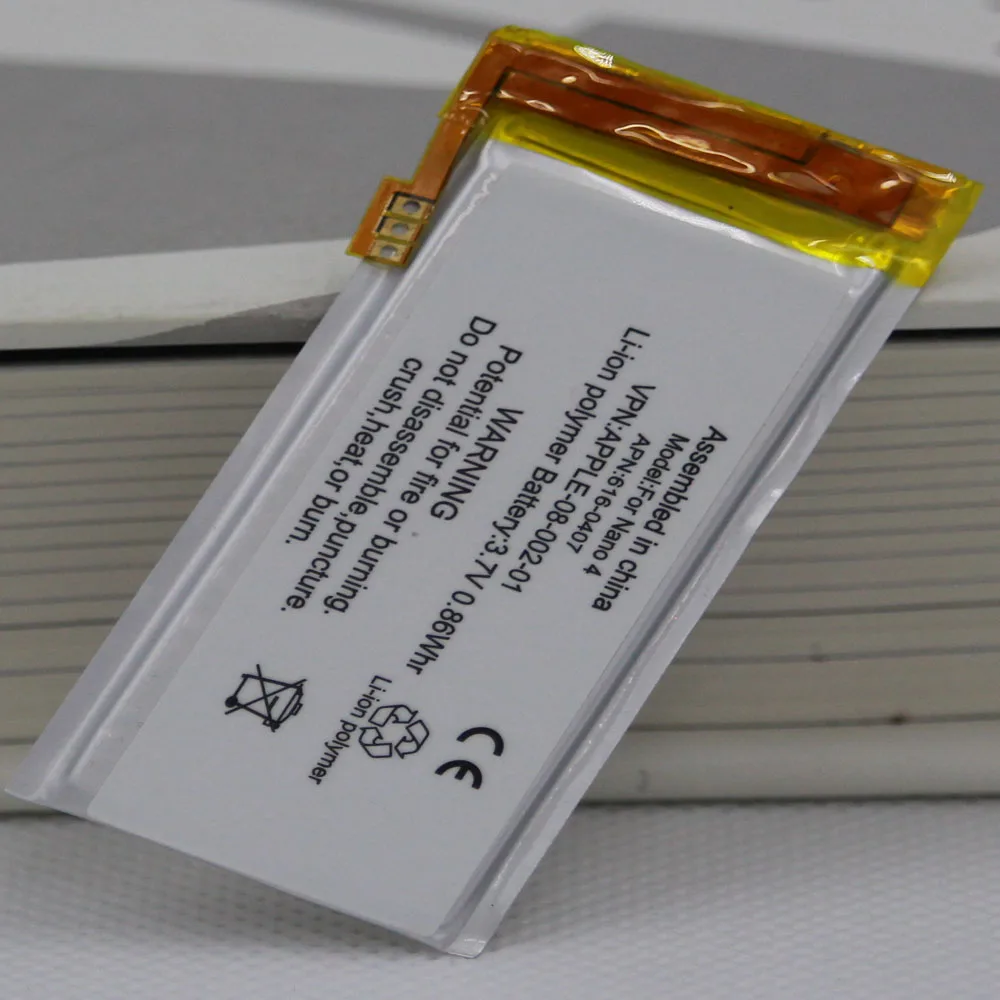 Assembled in china
Model:For Nano 4
APN:616-0407
VPN:APPLE-08-002-01
Li-ion polymer Battery:3.7V 0.86Whr
WARNING
Potential for fire or burning.
Do not disassemble,puncture.
crush,heat,or burn.
CE
Li-ion polymer